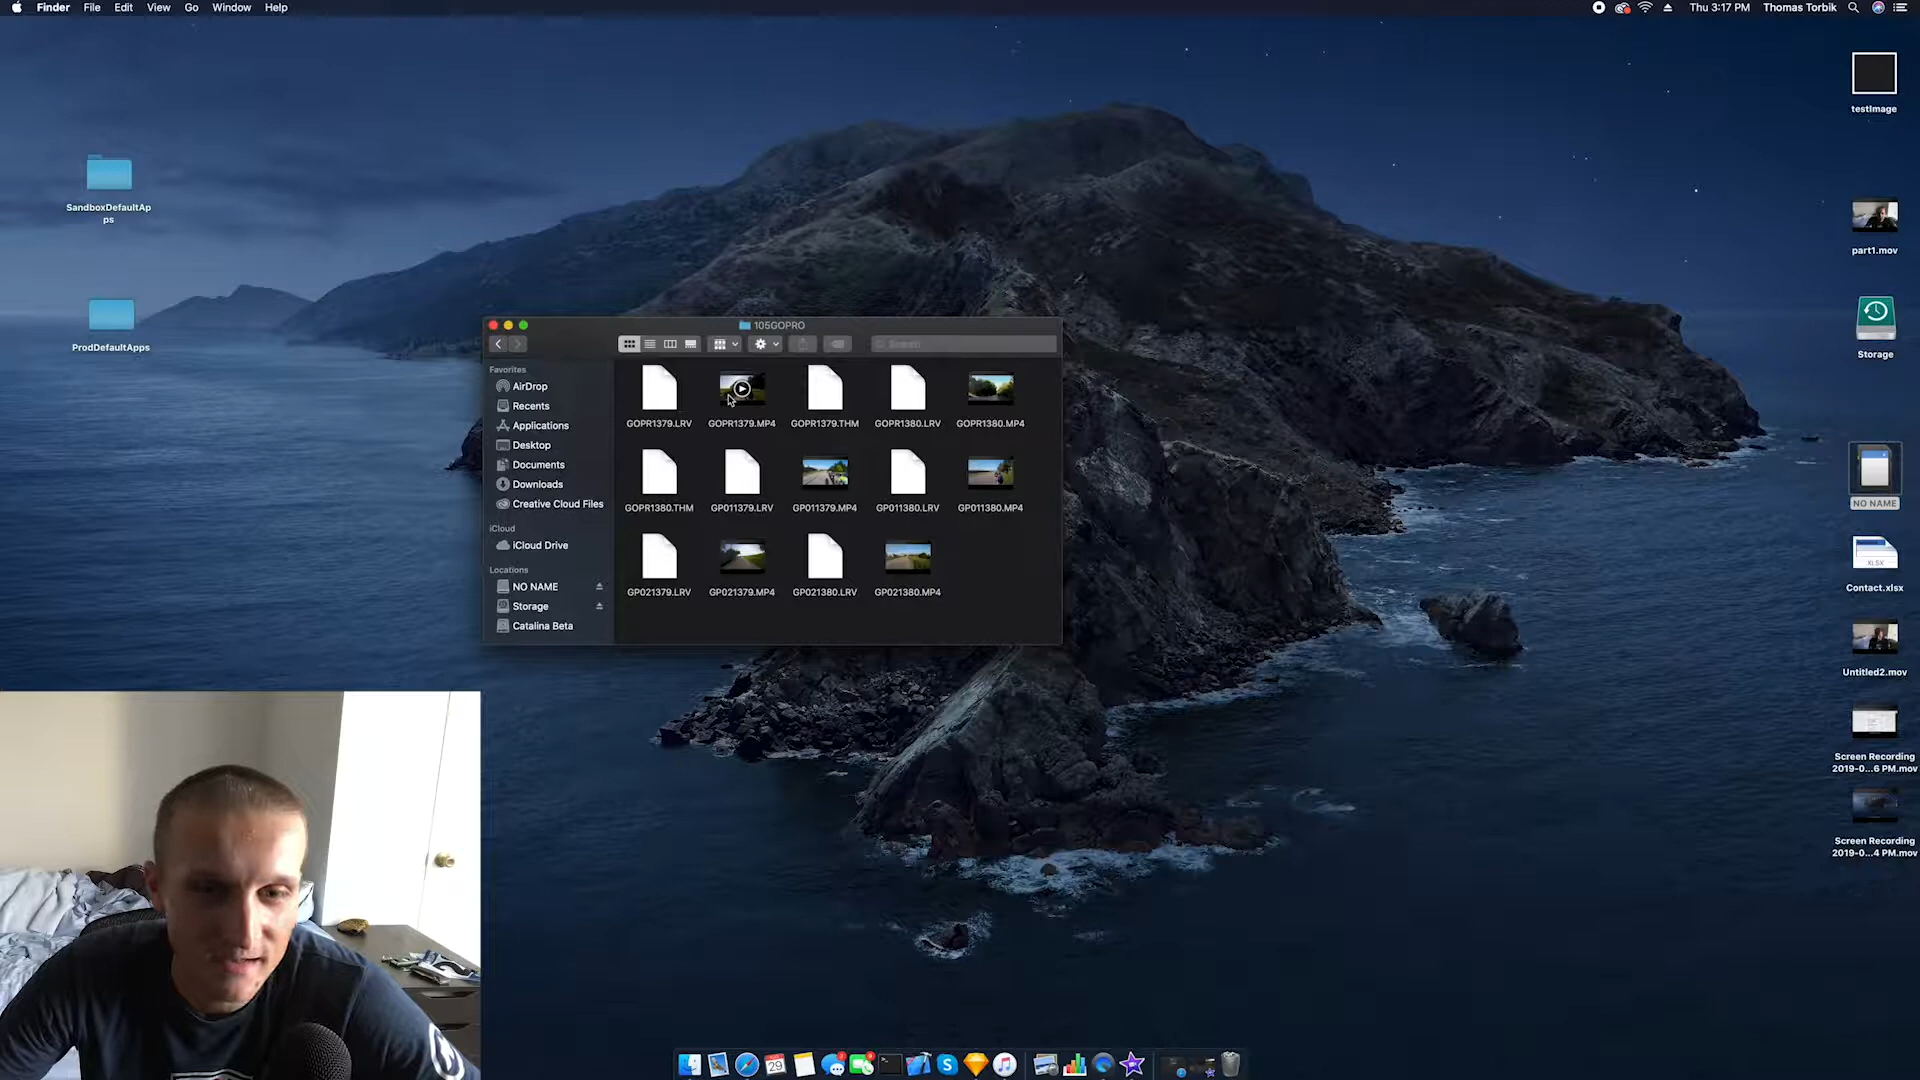 Finder File Edit View Go Window Help
Thu 3:17 PM Thomas Torbik
testImage
SandboxDefaultAp
ps
part1.mov
ProdDefaultApps
Storage
105GOPRO
Search
Favorites
AirDrop
Recents
Applications
Desktop
Documents
Downloads
Creative Cloud Files
iCloud
iCloud Drive
Locations
NO NAME
Storage
Catalina Beta
GOPR1379.LRV GOPR1379.MP4 GOPR1379.THM GOPR1380.LRV GOPR1380.MP4
GOPR1380.THM GP011379.LRV GP011379.MP4 GP011380.LRV GP011380.MP4
GP021379.LRV GP021379.MP4 GP021380.LRV GP021380.MP4
NO NAME
XLSX
Contact.xlsx
Untitled2.mov
Screen Recording
2019-0...6 PM.mov
Screen Recording
2019-0...4 PM.mov
29